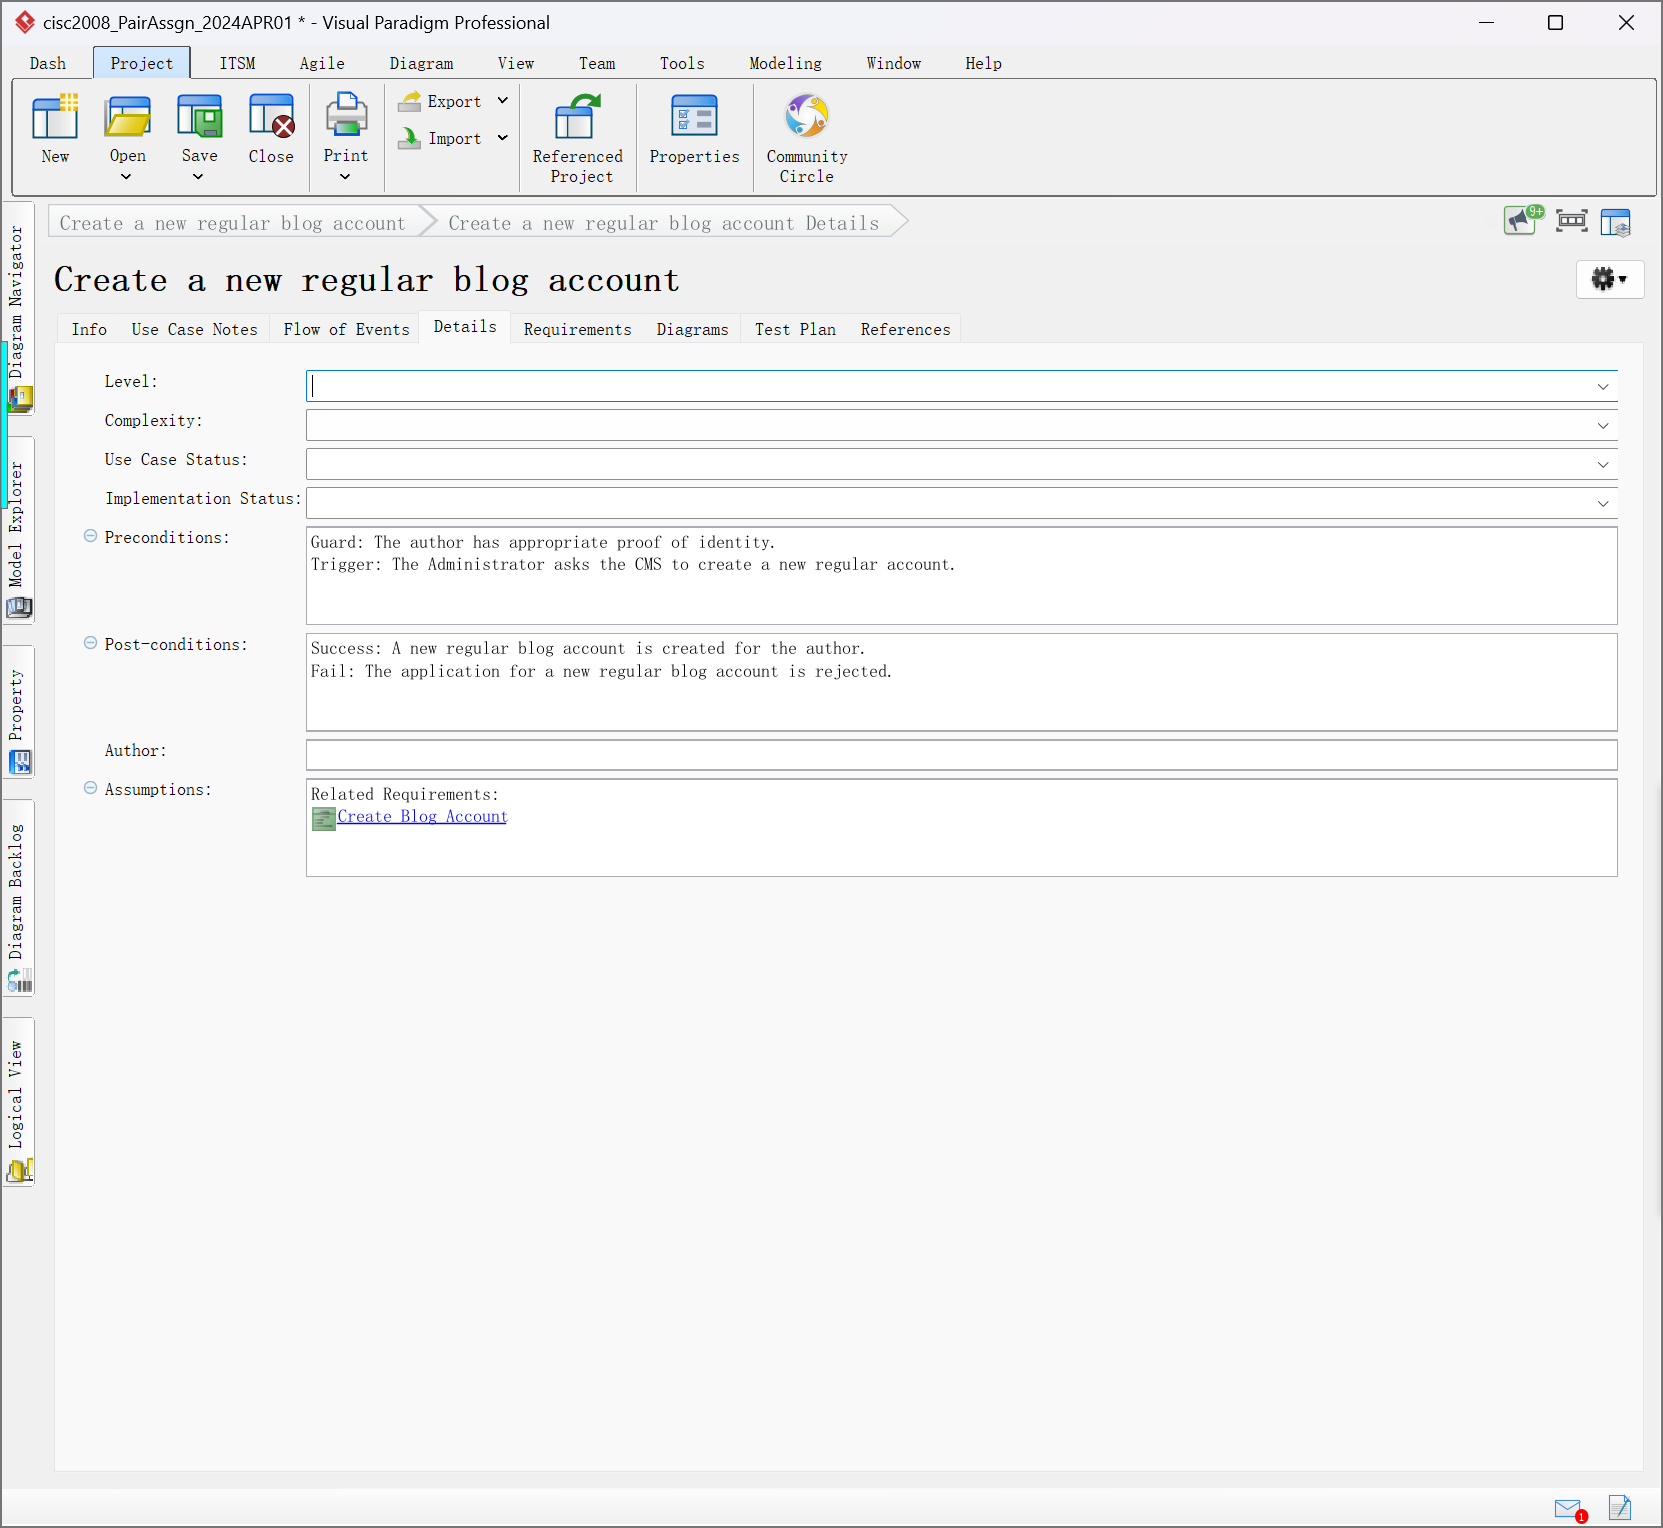 cisc2008_PairAssgn_2024APR01 * - Visual Paradigm Professional
Dash Project ITSM Agile Diagram View Team Tools Modeling Window Help
New Open Save Close Print Export Import Referenced Project Properties Community Circle
Create a new regular blog account Create a new regular blog account Details 9+
Create a new regular blog account
Info Use Case Notes Flow of Events Details Requirements Diagrams Test Plan References
Level:
Complexity:
Use Case Status:
Implementation Status:
Preconditions:
Guard: The author has appropriate proof of identity.
Trigger: The Administrator asks the CMS to create a new regular account.
Post-conditions:
Success: A new regular blog account is created for the author.
Fail: The application for a new regular blog account is rejected.
Author:
Assumptions:
Related Requirements:
Create Blog Account
Diagram Navigator
Model Explorer
Property
Diagram Backlog
Logical View
1